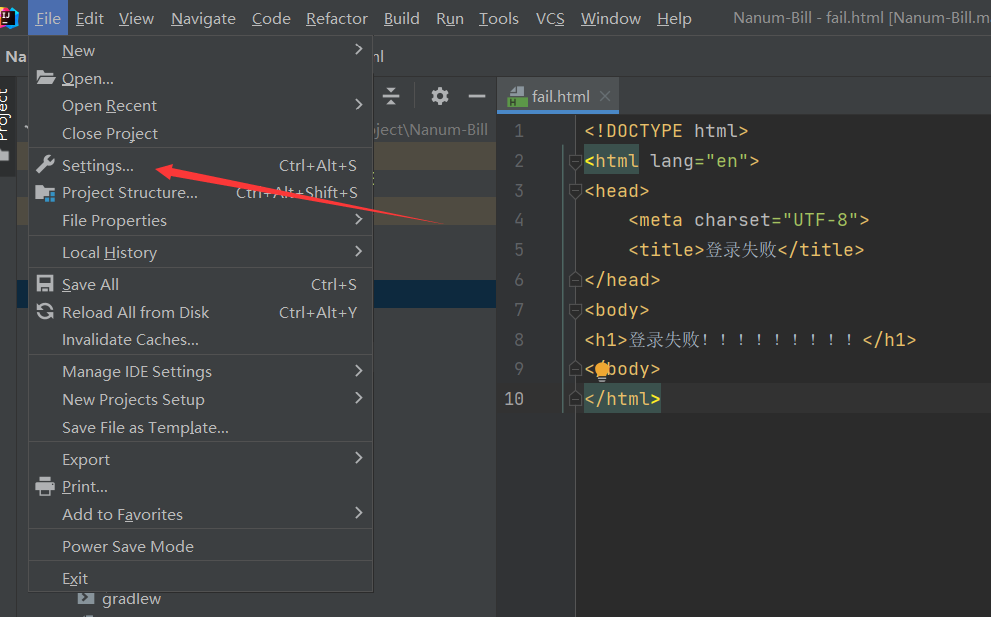 File Edit View Navigate Code Refactor Build Run Tools VCS Window Help Nanum-Bill - fail.html [Nanum-Bill.m
Na
ml
Project
New
Open...
Open Recent
Close Project
Settings... Ctrl+Alt+S
Project Structure... Ctrl+Alt+Shift+S
File Properties
Local History
Save All Ctrl+S
Reload All from Disk Ctrl+Alt+Y
Invalidate Caches...
Manage IDE Settings
New Projects Setup
Save File as Template...
Export
Print...
Add to Favorites
Power Save Mode
Exit
gradlew
oject\Nanum-Bill
fail.html
1 <!DOCTYPE html>
2 <html lang="en">
3 <head>
4 <meta charset="UTF-8">
5 <title>登录失败</title>
6 </head>
7 <body>
8 <h1>登录失败！！！！！！！！！</h1>
9 </body>
10 </html>